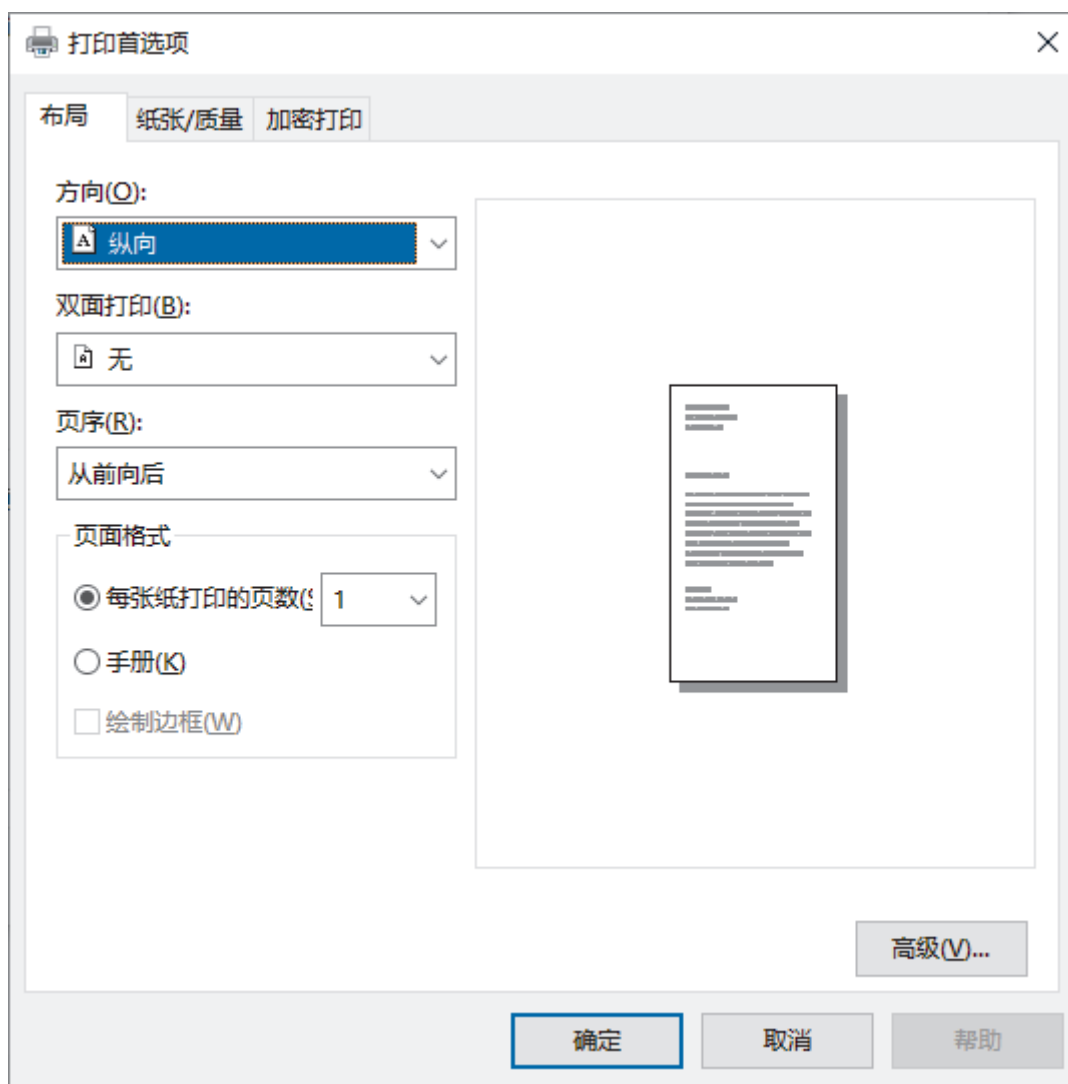 打印首选项
布局
纸张/质量
加密打印
方向(O):
纵向
双面打印(B):
无
页序(R):
从前向后
页面格式
每张纸打印的页数(
1
手册(K)
绘制边框(W)
高级(V)...
确定
取消
帮助